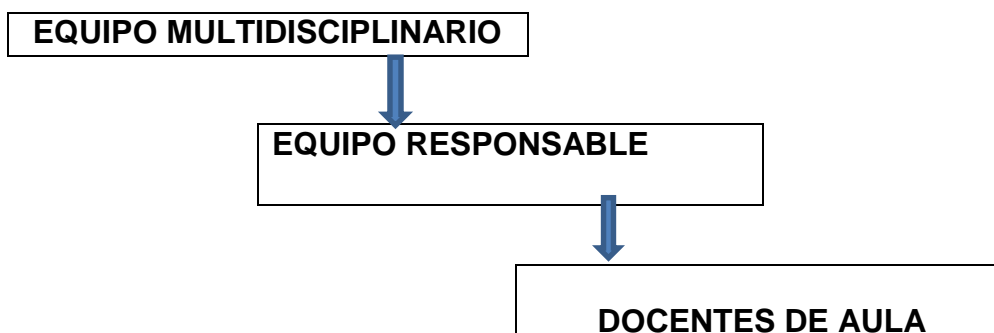 EQUIPO MULTIDISCIPLINARIO
EQUIPO RESPONSABLE
DOCENTES DE AULA